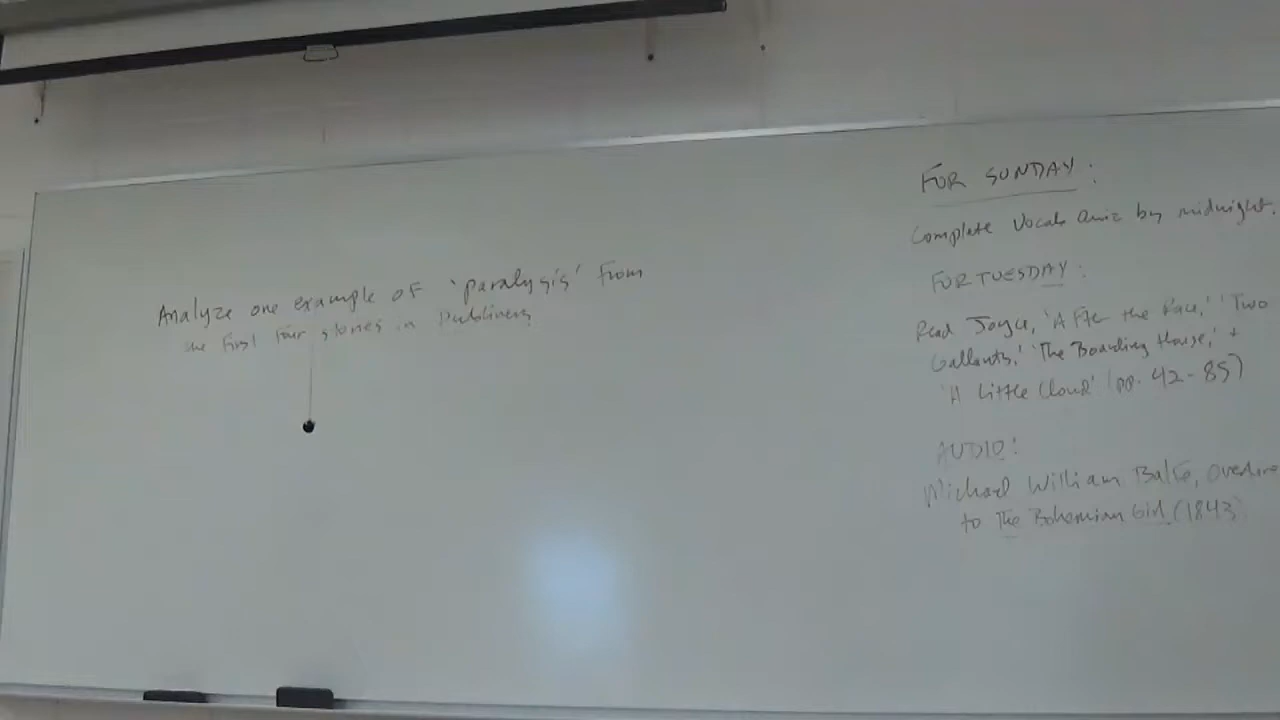 Analyze one example of 'paralysis' from
the first four stories in Dubliners
FOR SUNDAY:
Complete Vocab Quiz by midnight.
FOR TUESDAY:
Read Joyce, 'After the Race,' 'Two
Gallants,' 'The Boarding House,' +
'A Little Cloud' (pp. 42-85)
AUDIO:
Michael William Balfe, Overture
to The Bohemian Girl (1843)